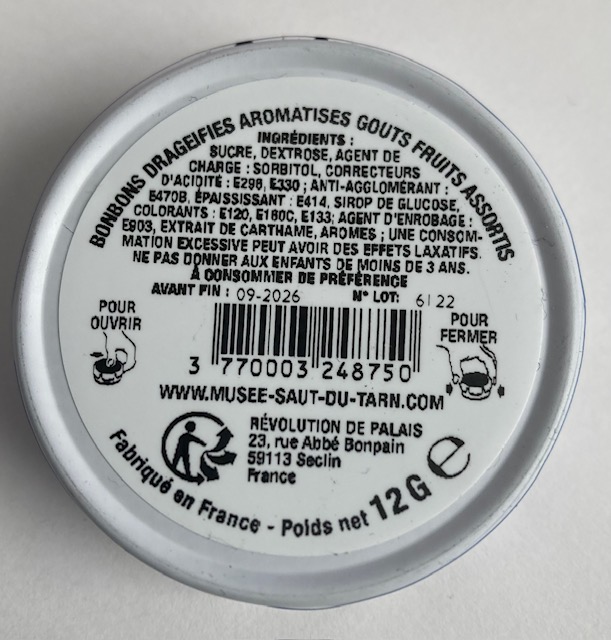 BONBONS DRAGEIFIES AROMATISES GOUTS FRUITS ASSORTIS
INGRÉDIENTS :
SUCRE, DEXTROSE, AGENT DE
CHARGE : SORBITOL, CORRECTEURS
D'ACIDITÉ : E296, E330 ; ANTI-AGGLOMÉRANT :
E470B, ÉPAISSISSANT : E414, SIROP DE GLUCOSE,
COLORANTS : E120, E160C, E133; AGENT D'ENROBAGE :
E903, EXTRAIT DE CARTHAME, AROMES ; UNE CONSOM-
MATION EXCESSIVE PEUT AVOIR DES EFFETS LAXATIFS.
NE PAS DONNER AUX ENFANTS DE MOINS DE 3 ANS.
À CONSOMMER DE PRÉFÉRENCE
AVANT FIN : 09-2026 N° LOT: 6122
POUR
OUVRIR
POUR
FERMER
3 770003 248750
WWW.MUSEE-SAUT-DU-TARN.COM
RÉVOLUTION DE PALAIS
23, rue Abbé Bonpain
59113 Seclin
France
Fabriqué en France - Poids net 12G e